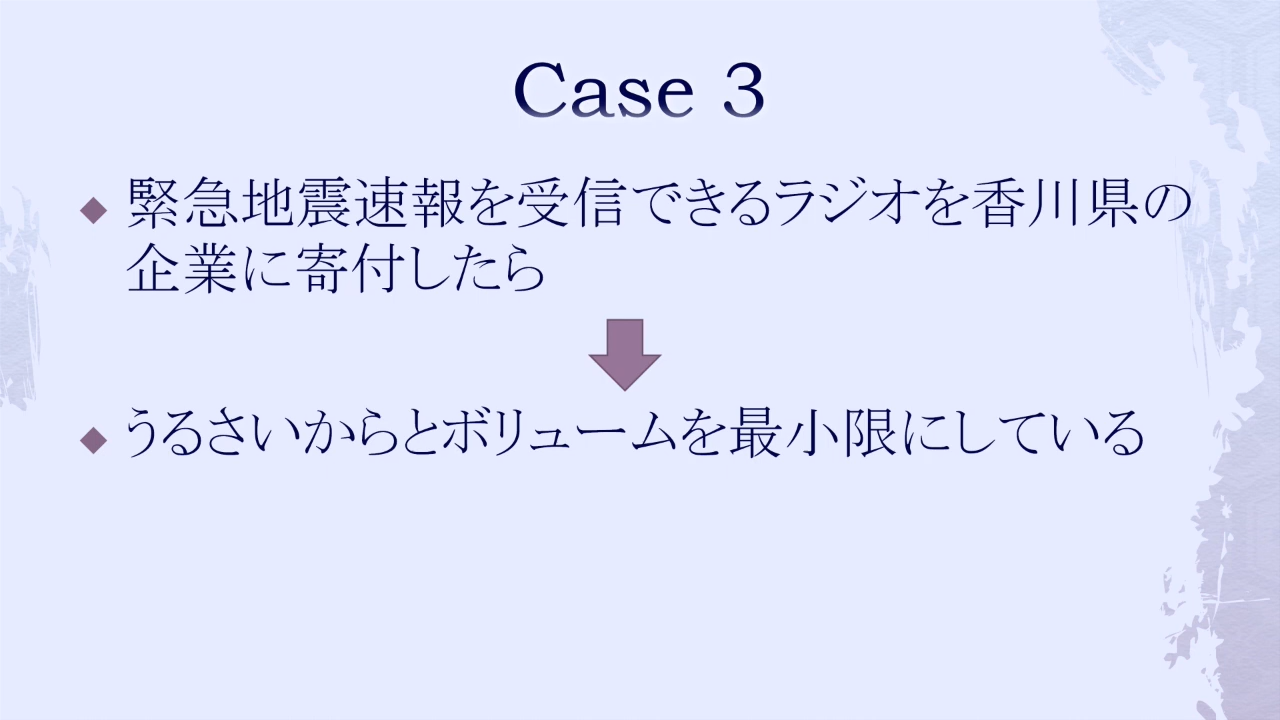 Case 3
緊急地震速報を受信できるラジオを香川県の
企業に寄付したら
うるさいからとボリュームを最小限にしている